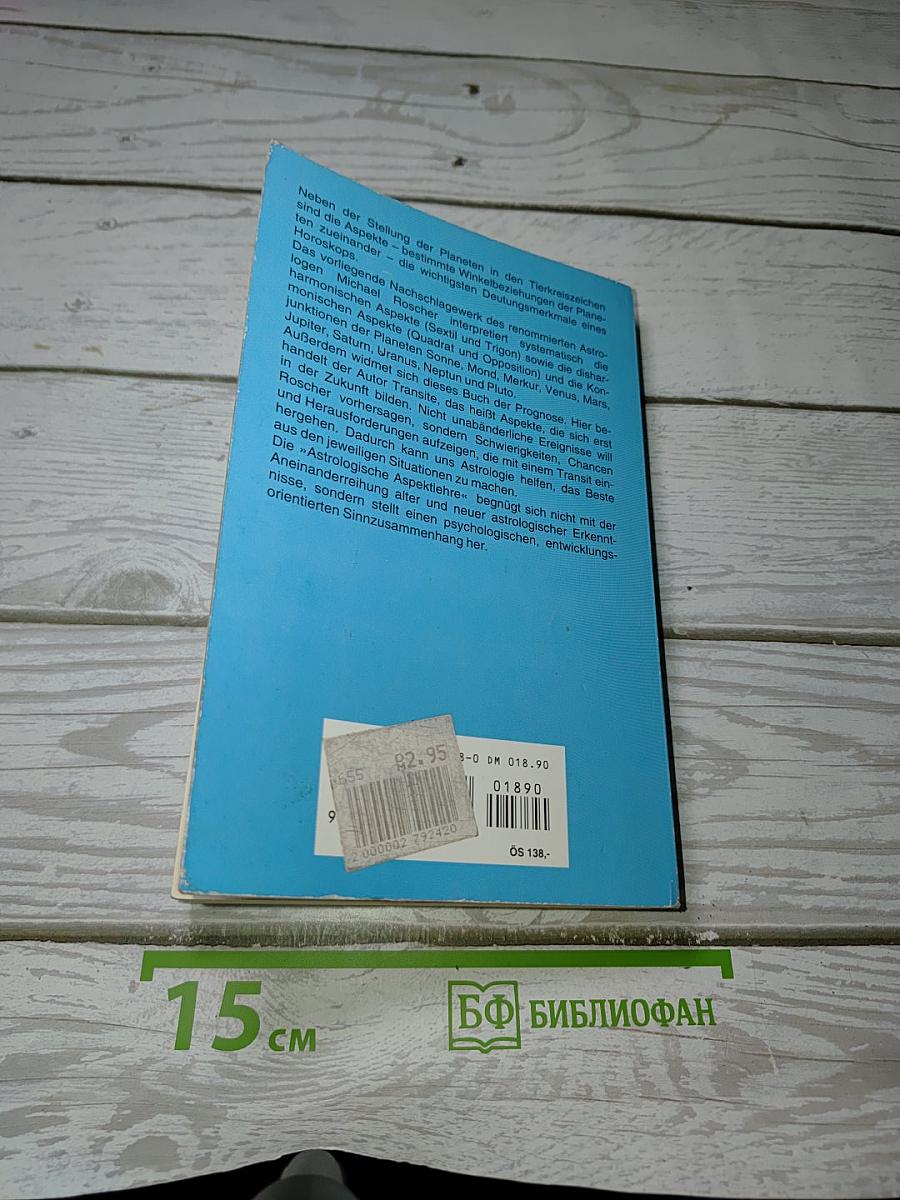 Neben der Stellung der Planeten in den Tierkreiszeichen
sind die Aspekte – bestimmte Winkelbeziehungen der Plane-
ten zueinander – die wichtigsten Deutungsmerkmale eines
Horoskops.
Das vorliegende Nachschlagewerk des renommierten Astro-
logen Michael Roscher interpretiert systematisch die
harmonischen Aspekte (Sextil und Trigon) sowie die dishar-
monischen Aspekte (Quadrat und Opposition) und die Kon-
junktionen der Planeten Sonne, Mond, Merkur, Venus, Mars,
Jupiter, Saturn, Uranus, Neptun und Pluto.
Außerdem widmet sich dieses Buch der Prognose. Hier be-
handelt der Autor Transite, das heißt Aspekte, die sich erst
in der Zukunft bilden. Nicht unabänderliche Ereignisse will
Roscher vorhersagen, sondern Schwierigkeiten, Chancen
und Herausforderungen aufzeigen, die mit einem Transit ein-
hergehen. Dadurch kann uns Astrologie helfen, das Beste
aus den jeweiligen Situationen zu machen.
Die »Astrologische Aspektlehre« begnügt sich nicht mit der
Aneinanderreihung alter und neuer astrologischer Erkennt-
nisse, sondern stellt einen psychologischen, entwicklungs-
orientierten Sinnzusammenhang her.
8-0 DM 018.90
655 82.95
01890
9
2 000002 792420
ÖS 138,-
15 см
БФ БИБЛИОФАН